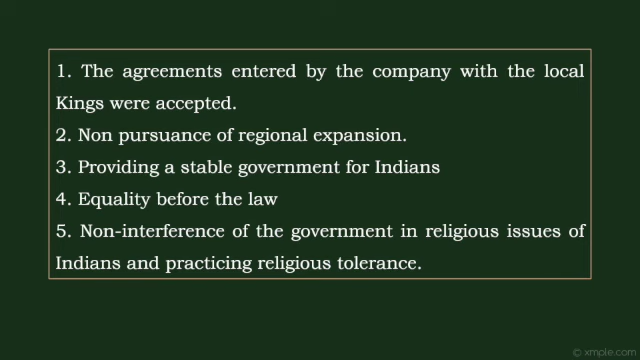 1. The agreements entered by the company with the local
Kings were accepted.
2. Non pursuance of regional expansion.
3. Providing a stable government for Indians
4. Equality before the law
5. Non-interference of the government in religious issues of
Indians and practicing religious tolerance.
© xmple.com